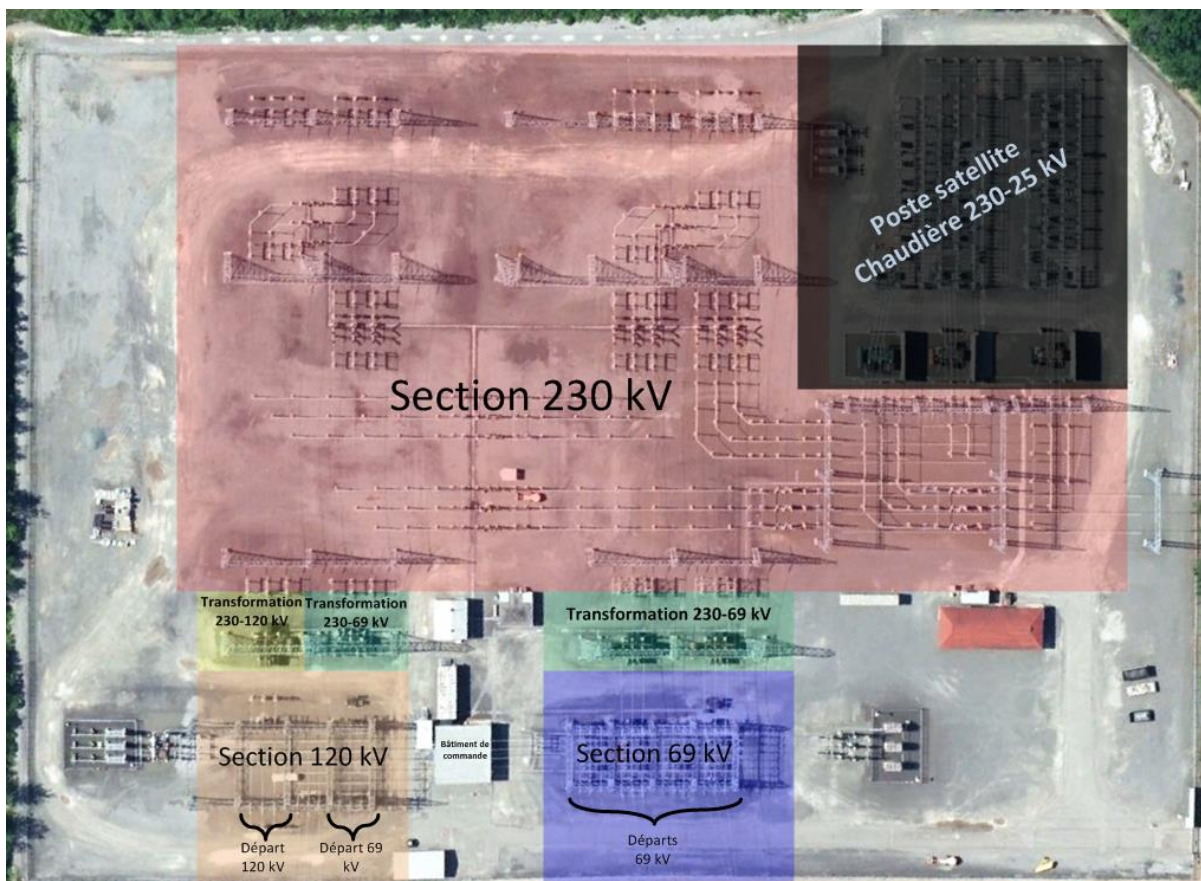 Poste satellite
Chaudière 230-25 kV
Section 230 kV
Transformation
230-120 kV
Transformation
230-69 kV
Transformation 230-69 kV
Section 120 kV
Bâtiment de
commande
Section 69 kV
Départ
120 kV
Départ 69
kV
Départs
69 kV